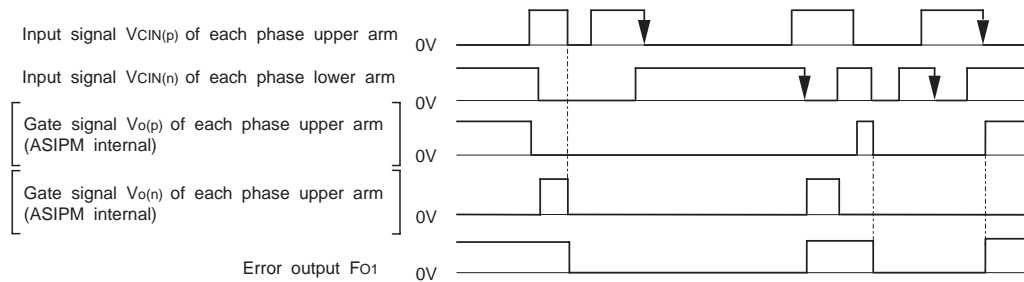 Input signal VCIN(p) of each phase upper arm 0V
Input signal VCIN(n) of each phase lower arm 0V
Gate signal Vo(p) of each phase upper arm
(ASIPM internal) 0V
Gate signal Vo(n) of each phase upper arm
(ASIPM internal) 0V
Error output FO1 0V